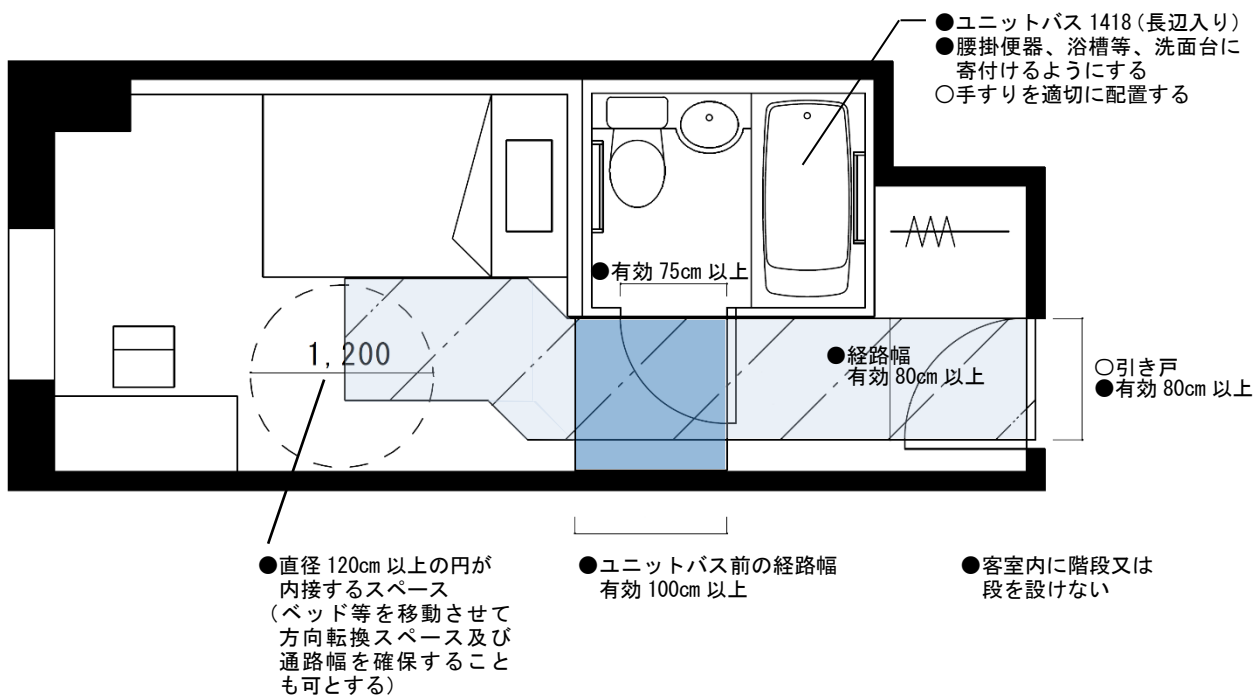 ●ユニットバス 1418（長辺入り）
●腰掛便器、浴槽等、洗面台に
寄付けるようにする
○手すりを適切に配置する
●有効 75cm 以上
1,200
●経路幅
有効 80cm 以上
○引き戸
●有効 80cm 以上
●直径 120cm 以上の円が
内接するスペース
（ベッド等を移動させて
方向転換スペース及び
通路幅を確保すること
も可とする）
●ユニットバス前の経路幅
有効 100cm 以上
●客室内に階段又は
段を設けない